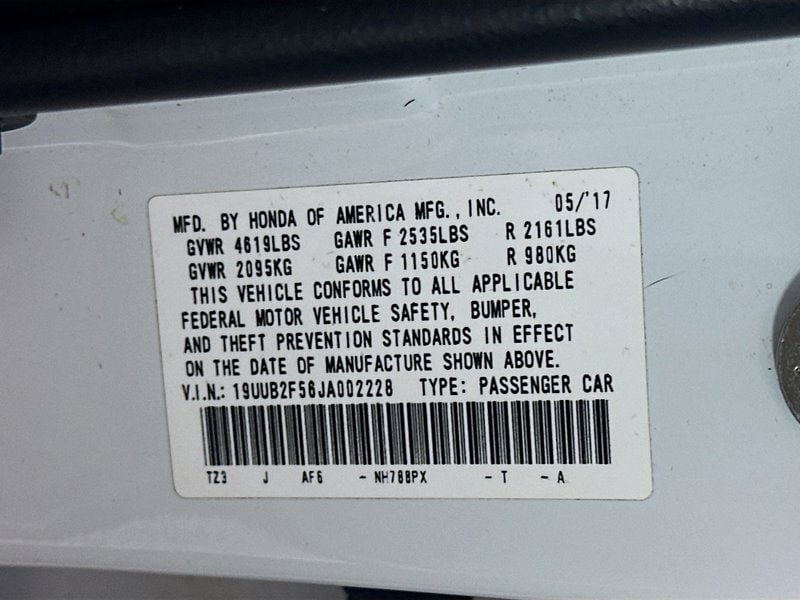 MFD. BY HONDA OF AMERICA MFG., INC. 05/'17
GVWR 4619LBS GAWR F 2535LBS R 2161LBS
GVWR 2095KG GAWR F 1150KG R 980KG
THIS VEHICLE CONFORMS TO ALL APPLICABLE
FEDERAL MOTOR VEHICLE SAFETY, BUMPER,
AND THEFT PREVENTION STANDARDS IN EFFECT
ON THE DATE OF MANUFACTURE SHOWN ABOVE.
V.I.N.: 19UUB2F56JA002228 TYPE: PASSENGER CAR
TZ3 J AF6 - NH788PX - T - A